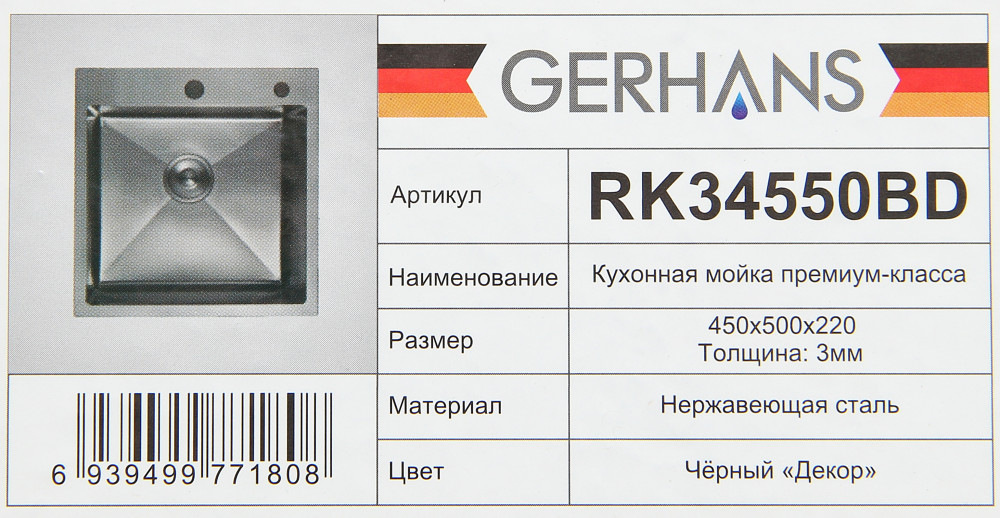 GERHANS
Артикул RK34550BD
Наименование Кухонная мойка премиум-класса
Размер 450x500x220
Толщина: 3мм
Материал Нержавеющая сталь
Цвет Чёрный «Декор»
6 939499 771808